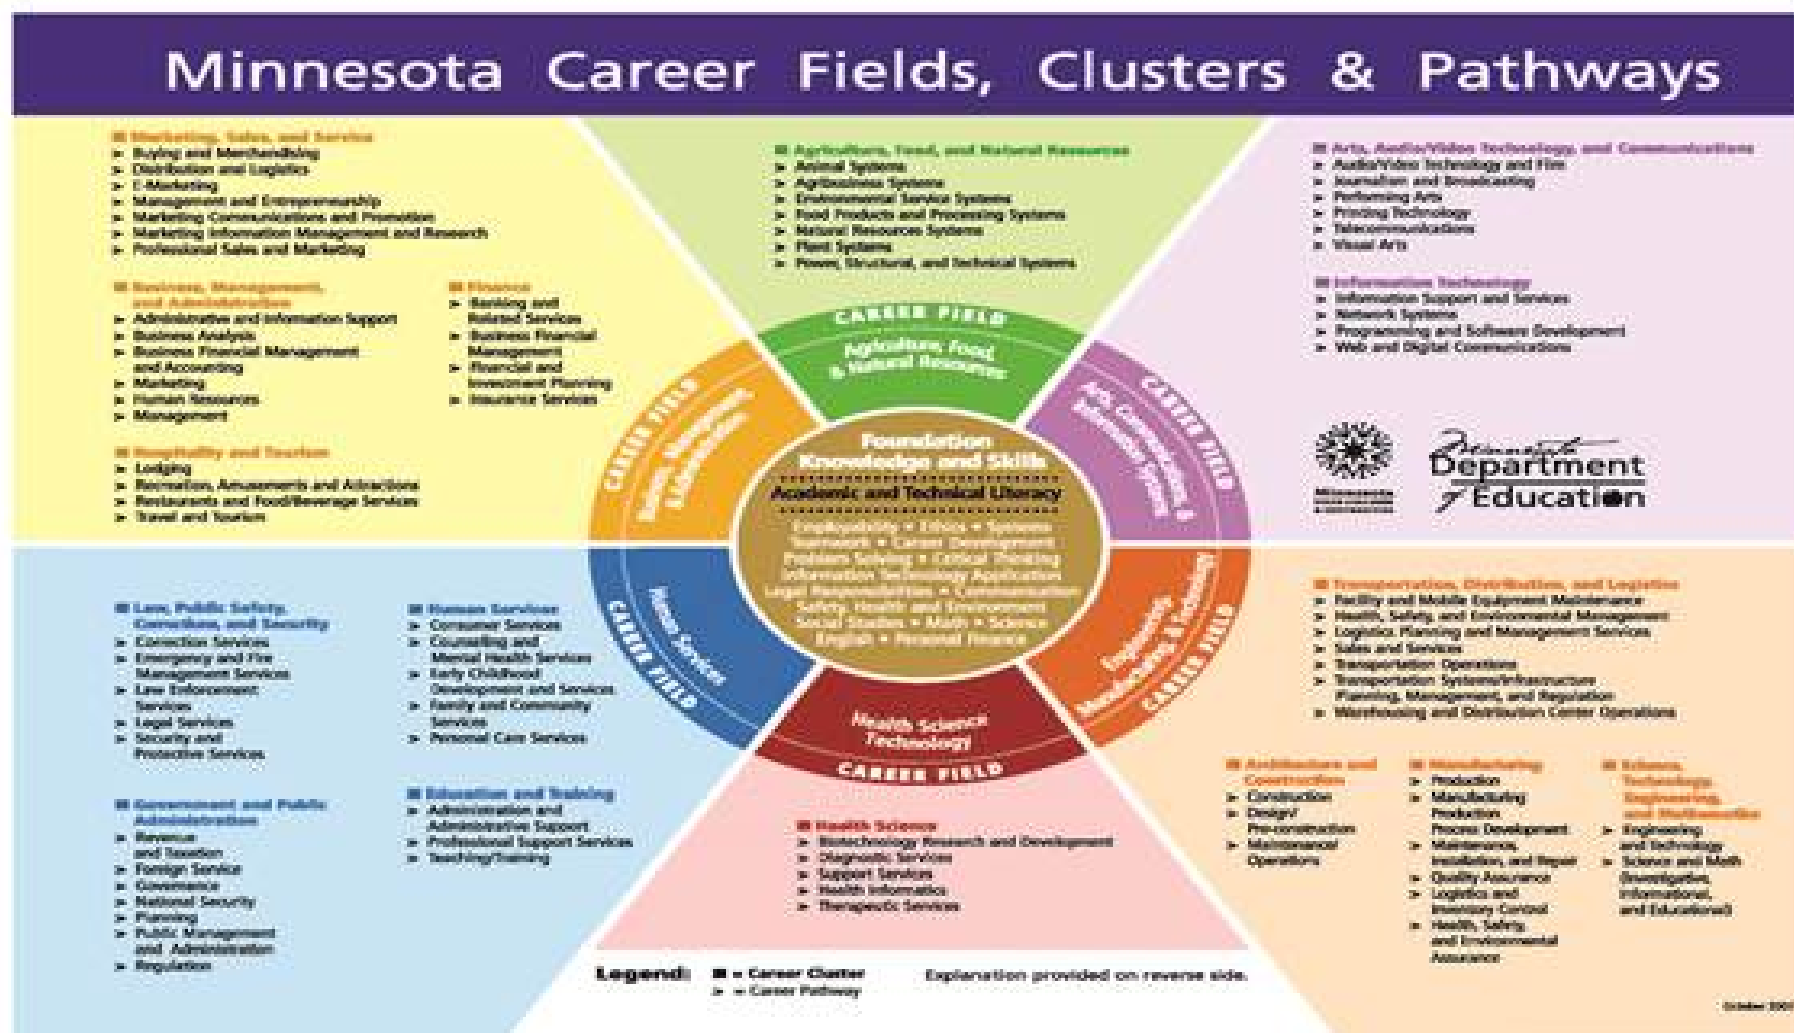 Minnesota Career Fields, Clusters & Pathways
Marketing, Sales, and Service
➢ Buying and Merchandising
➢ Distribution and Logistics
➢ E-Marketing
➢ Management and Entrepreneurship
➢ Marketing Communications and Promotion
➢ Marketing Information Management and Research
➢ Professional Sales and Marketing
Business, Management,
and Administration
➢ Administrative and Information Support
➢ Business Analysis
➢ Business Financial Management
and Accounting
➢ Marketing
➢ Human Resources
➢ Management
Finance
➢ Banking and
Related Services
➢ Business Financial
Management
➢ Financial and
Investment Planning
➢ Insurance Services
Hospitality and Tourism
➢ Lodging
➢ Recreation, Amusements and Attractions
➢ Restaurants and Food/Beverage Services
➢ Travel and Tourism
Agriculture, Food, and Natural Resources
➢ Animal Systems
➢ Agribusiness Systems
➢ Environmental Service Systems
➢ Food Products and Processing Systems
➢ Natural Resources Systems
➢ Plant Systems
➢ Power, Structural, and Technical Systems
Arts, Audio/Video Technology, and Communications
➢ Audio/Video Technology and Film
➢ Journalism and Broadcasting
➢ Performing Arts
➢ Printing Technology
➢ Telecommunications
➢ Visual Arts
Information Technology
➢ Information Support and Services
➢ Network Systems
➢ Programming and Software Development
➢ Web and Digital Communications
CAREER FIELD
Agriculture, Food,
& Natural Resources
CAREER FIELD
Business, Management,
& Administration
CAREER FIELD
Arts, Communications, &
Information Systems
Foundation
Knowledge and Skills
Academic and Technical Literacy
Employability • Ethics • Systems
Teamwork • Career Development
Problem Solving • Critical Thinking
Information Technology Application
Legal Responsibilities • Communication
Safety, Health and Environment
Social Studies • Math • Science
English • Personal Finance
Human Services
CAREER FIELD
Engineering,
Manufacturing, & Technology
CAREER FIELD
Health Science
Technology
CAREER FIELD
Minnesota
Minnesota
Department
of Education
Law, Public Safety,
Corrections, and Security
➢ Correction Services
➢ Emergency and Fire
Management Services
➢ Law Enforcement
Services
➢ Legal Services
➢ Security and
Protective Services
Human Services
➢ Consumer Services
➢ Counseling and
Mental Health Services
➢ Early Childhood
Development and Services
➢ Family and Community
Services
➢ Personal Care Services
Government and Public
Administration
➢ Revenue
and Taxation
➢ Foreign Service
➢ Governance
➢ National Security
➢ Planning
➢ Public Management
and Administration
➢ Regulation
Education and Training
➢ Administration and
Administrative Support
➢ Professional Support Services
➢ Teaching/Training
Health Science
➢ Biotechnology Research and Development
➢ Diagnostic Services
➢ Support Services
➢ Health Informatics
➢ Therapeutic Services
Transportation, Distribution, and Logistics
➢ Facility and Mobile Equipment Maintenance
➢ Health, Safety, and Environmental Management
➢ Logistics Planning and Management Services
➢ Sales and Services
➢ Transportation Operations
➢ Transportation Systems/Infrastructure
Planning, Management, and Regulation
➢ Warehousing and Distribution Center Operations
Architecture and
Construction
➢ Construction
➢ Design/
Pre-construction
➢ Maintenance/
Operations
Manufacturing
➢ Production
➢ Manufacturing
Production
Process Development
➢ Maintenance,
Installation, and Repair
➢ Quality Assurance
➢ Logistics and
Inventory Control
➢ Health, Safety,
and Environmental
Assurance
Science,
Technology,
Engineering,
and Mathematics
➢ Engineering
and Technology
➢ Science and Math
(Investigative,
Informational,
and Educational)
Legend:
■ = Career Cluster
➢ = Career Pathway
Explanation provided on reverse side.
October